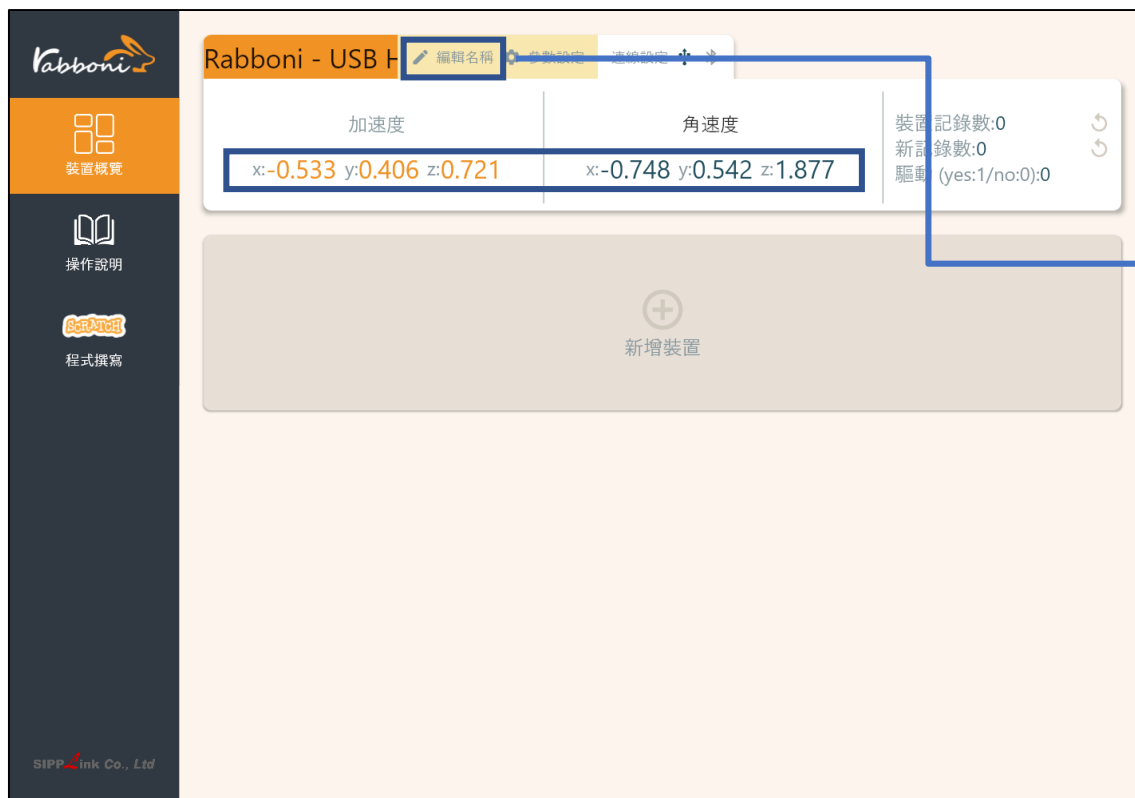 Rabboni
裝置概覽
操作說明
SCRATCH
程式撰寫
SIPPLink Co., Ltd
Rabboni - USB H
編輯名稱
參數設定
連線設定
加速度
x:-0.533 y:0.406 z:0.721
角速度
x:-0.748 y:0.542 z:1.877
裝置記錄數:0
新記錄數:0
驅動 (yes:1/no:0):0
新增裝置